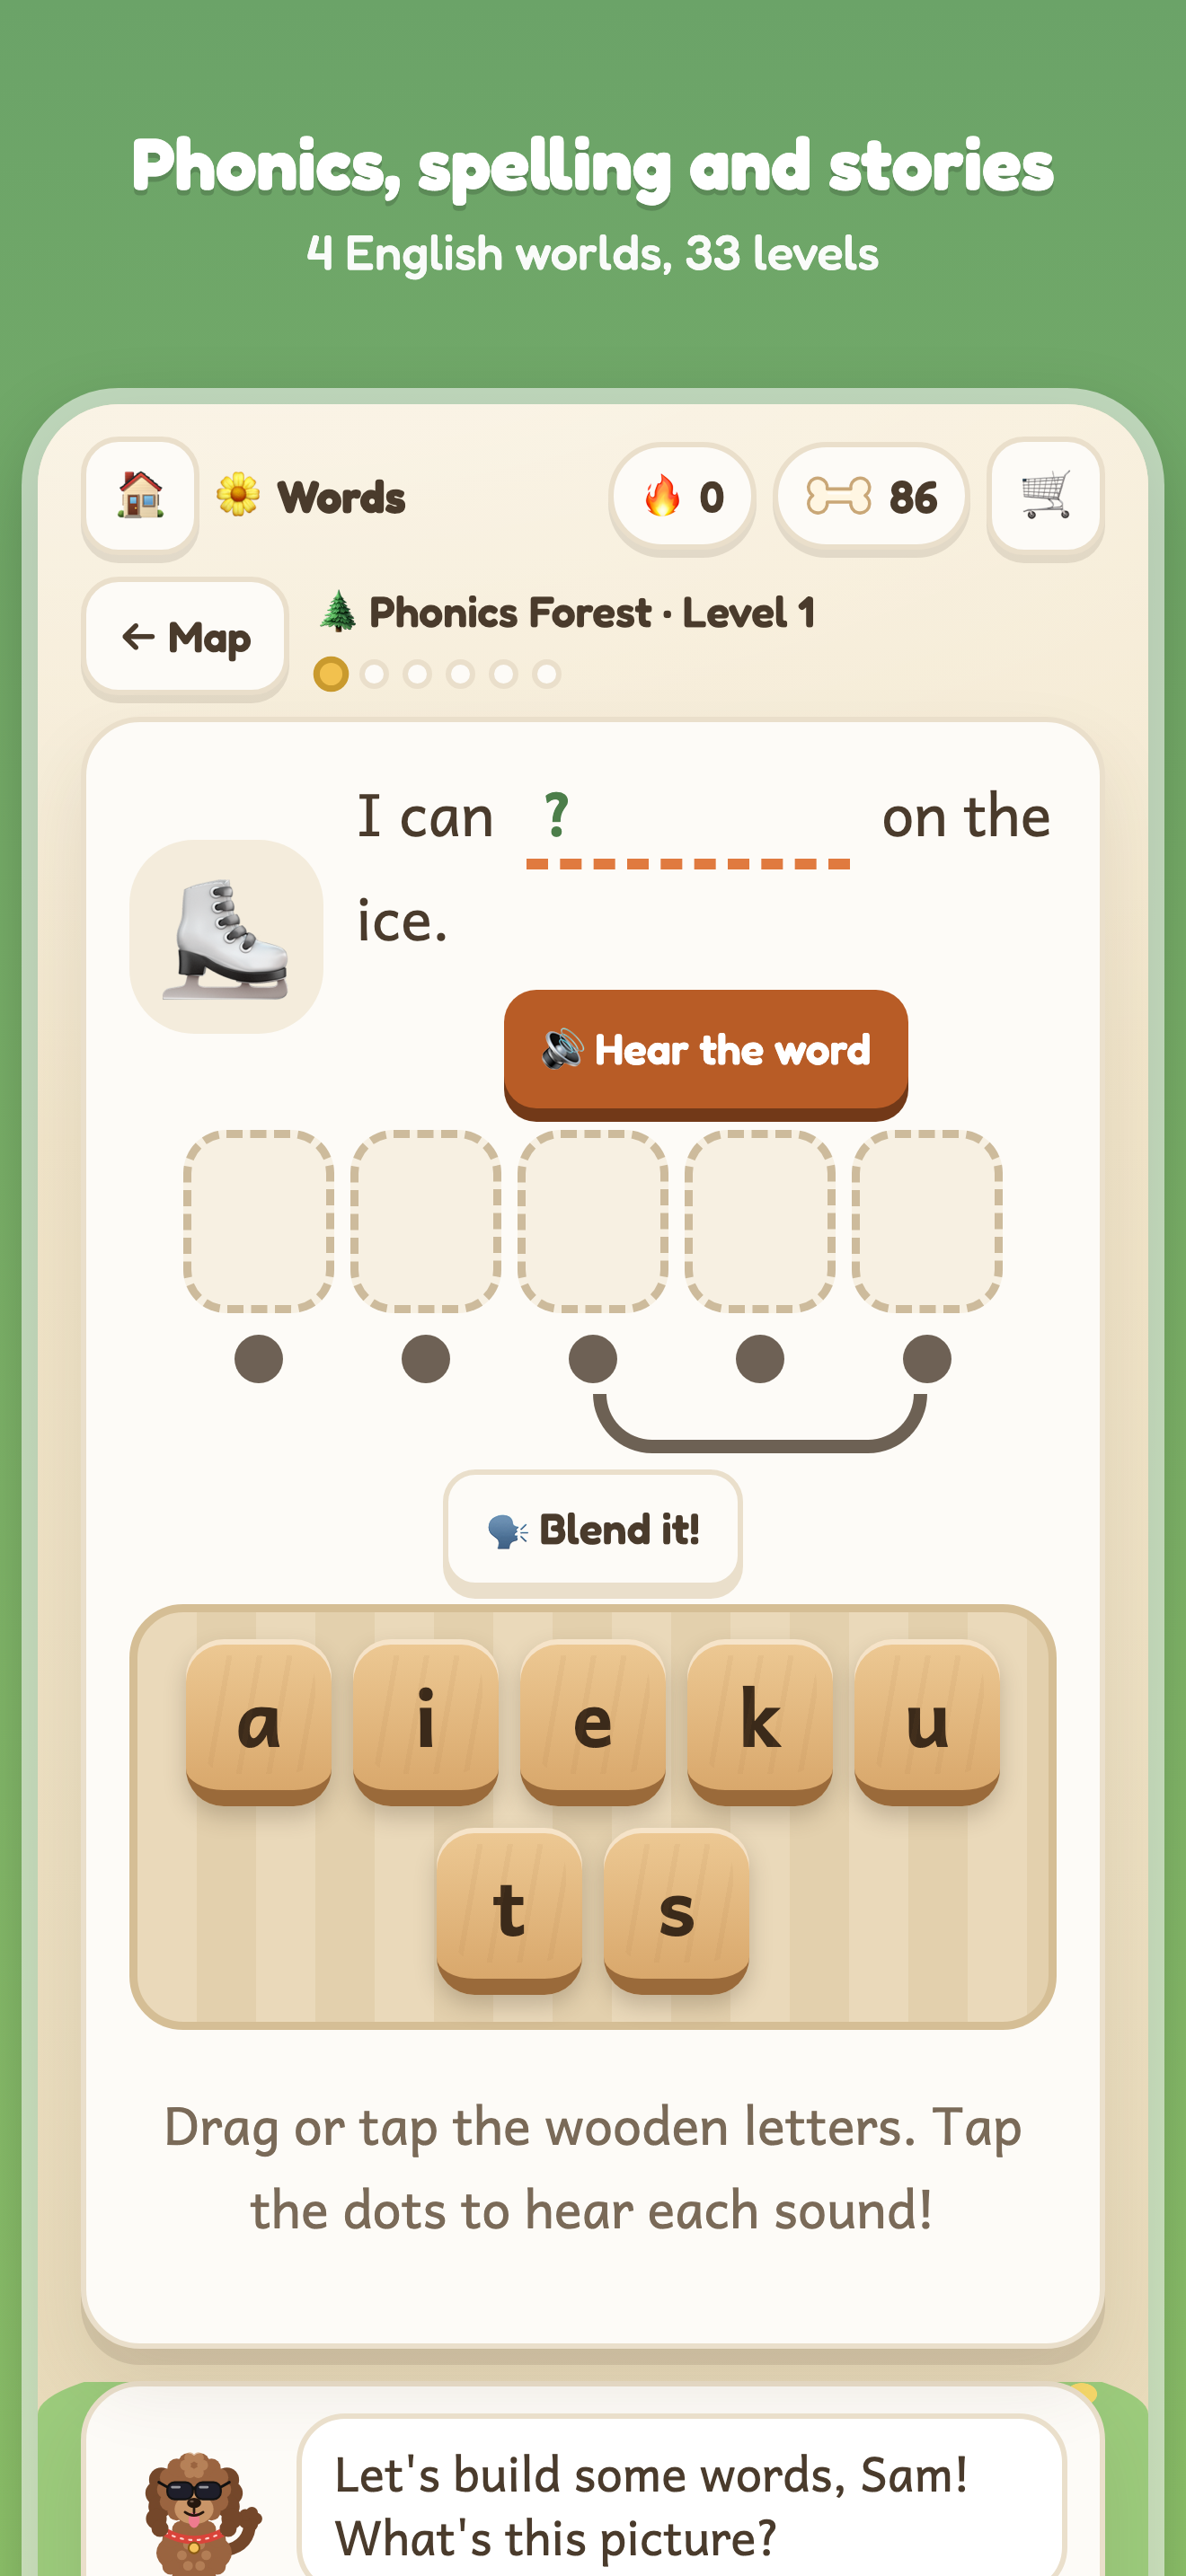 Phonics, spelling and stories
4 English worlds, 33 levels
Words
0
86
← Map
Phonics Forest · Level 1
I can ? on the
ice.
Hear the word
Blend it!
a i e k u
t s
Drag or tap the wooden letters. Tap
the dots to hear each sound!
Let's build some words, Sam!
What's this picture?